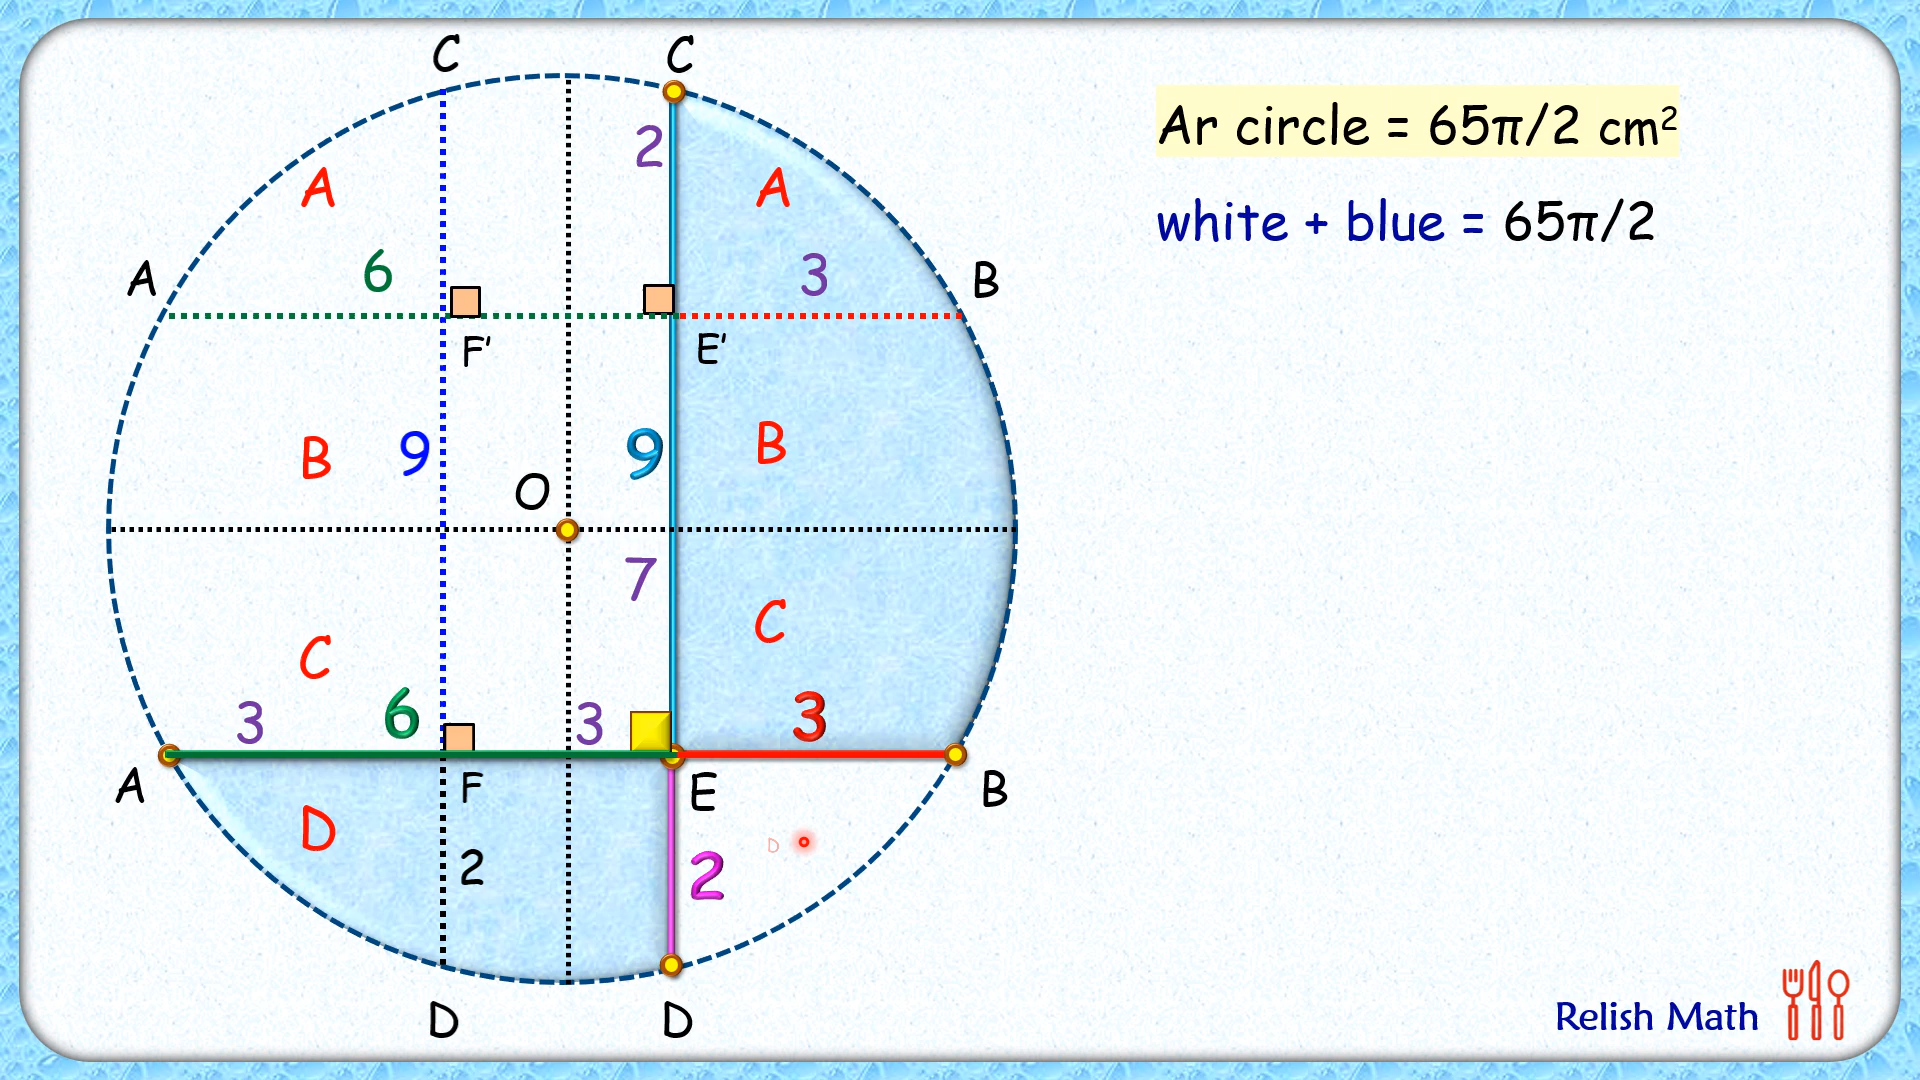 C C
2
Ar circle = 65π/2 cm²
A A
white + blue = 65π/2
A 6 3 B
F' E'
B 9 9 B
O
7
C C
3 6 3 3
A F E B
D 2 D 2
D D
Relish Math